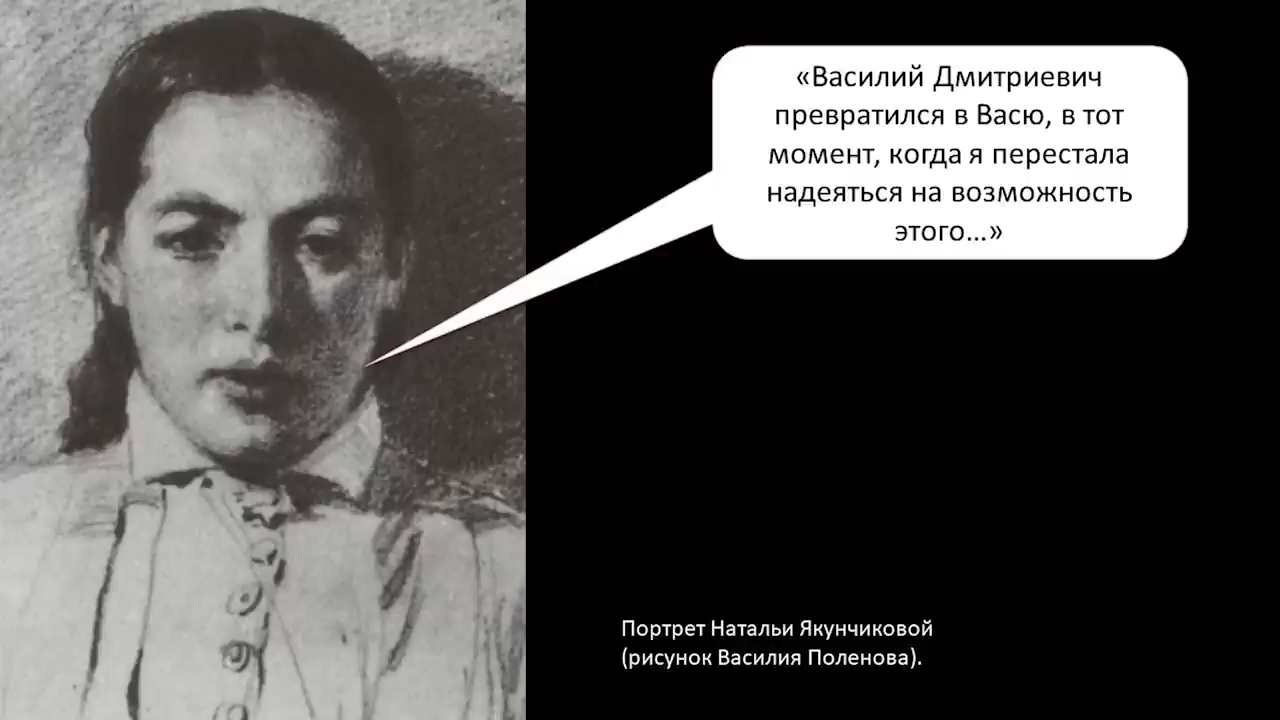 «Василий Дмитриевич
превратился в Васю, в тот
момент, когда я перестала
надеяться на возможность
этого...»
Портрет Натальи Якунчиковой
(рисунок Василия Поленова).